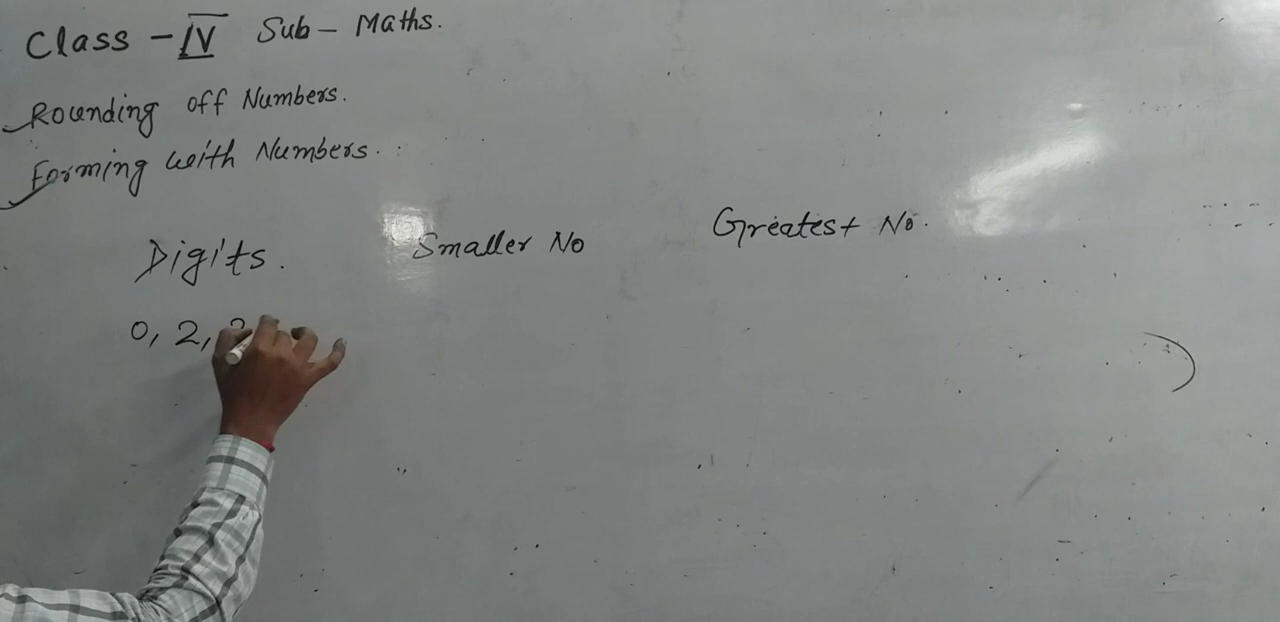 Class - IV Sub - Maths.
Rounding off Numbers.
Forming with Numbers.
Digits. Smaller No Greatest No.
0, 2,